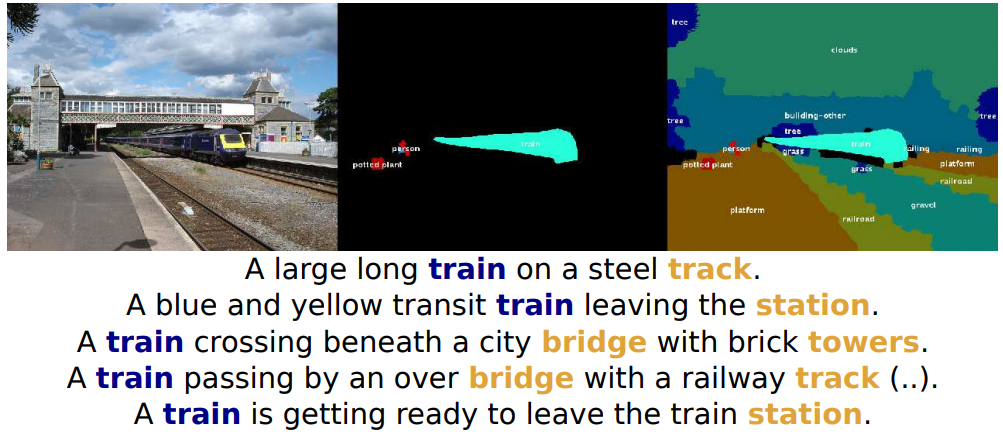 tree
clouds
building-other
tree
tree
tree
person
train
person
grass
train
railing
railing
potted plant
potted plant
platform
grass
railroad
platform
gravel
railroad
A large long train on a steel track.
A blue and yellow transit train leaving the station.
A train crossing beneath a city bridge with brick towers.
A train passing by an over bridge with a railway track (..).
A train is getting ready to leave the train station.